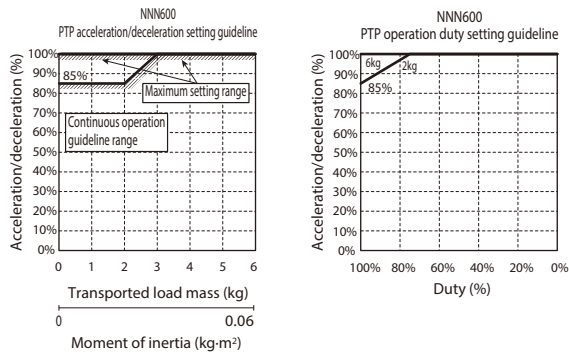 NNN600
PTP acceleration/deceleration setting guideline
Acceleration/deceleration (%)
100%
90%
80%
70%
60%
50%
40%
30%
20%
10%
0%
85%
Maximum setting range
Continuous operation
guideline range
0 1 2 3 4 5 6
Transported load mass (kg)
0 0.06
Moment of inertia (kg·m²)
NNN600
PTP operation duty setting guideline
Acceleration/deceleration (%)
100%
90%
80%
70%
60%
50%
40%
30%
20%
10%
0%
6kg 2kg
85%
100% 80% 60% 40% 20% 0%
Duty (%)